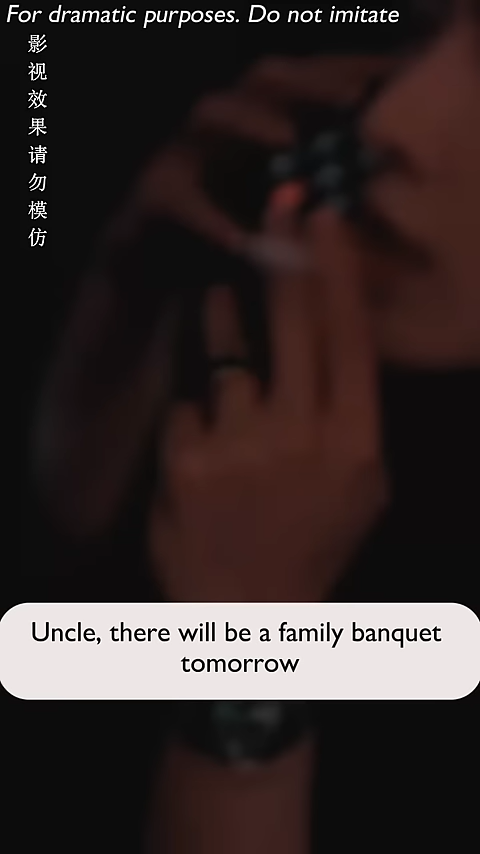 For dramatic purposes. Do not imitate
影视效果请勿模仿
Uncle, there will be a family banquet
tomorrow